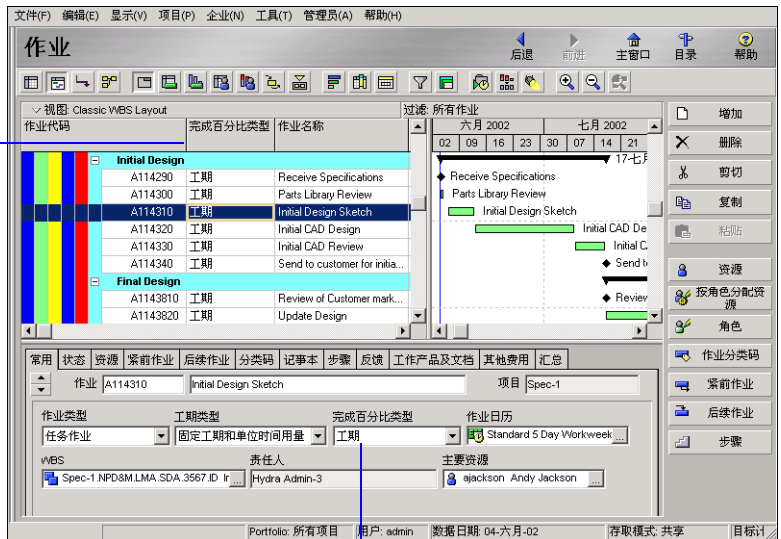 文件(F) 编辑(E) 显示(V) 项目(P) 企业(N) 工具(T) 管理员(A) 帮助(H)
作业
后退 前进 主窗口 目录 帮助
视图: Classic WBS Layout 过滤: 所有作业
作业代码 完成百分比类型 作业名称
六月 2002 七月 2002
02 09 16 23 30 07 14 21
Initial Design 17-七月
A114290 工期 Receive Specifications Receive Specifications
A114300 工期 Parts Library Review Parts Library Review
A114310 工期 Initial Design Sketch Initial Design Sketch
A114320 工期 Initial CAD Design Initial CAD De
A114330 工期 Initial CAD Review Initial C
A114340 工期 Send to customer for initia... Send t
Final Design
A1143810 工期 Review of Customer mark... Review
A1143820 工期 Update Design
增加
删除
剪切
复制
粘贴
资源
按角色分配资源
角色
作业分类码
紧前作业
后续作业
步骤
常用 状态 资源 紧前作业 后续作业 分类码 记事本 步骤 反馈 工作产品及文档 其他费用 汇总
作业 A114310 Initial Design Sketch 项目 Spec-1
作业类型 工期类型 完成百分比类型 作业日历
任务作业 固定工期和单位时间用量 工期 Standard 5 Day Workweek ...
WBS 责任人 主要资源
Spec-1.NPD&M.LMA.SDA.3567.ID Ir ... Hydra Admin-3 ajackson Andy Jackson ...
Portfolio: 所有项目 用户: admin 数据日期: 04-六月-02 存取模式: 共享 目标计